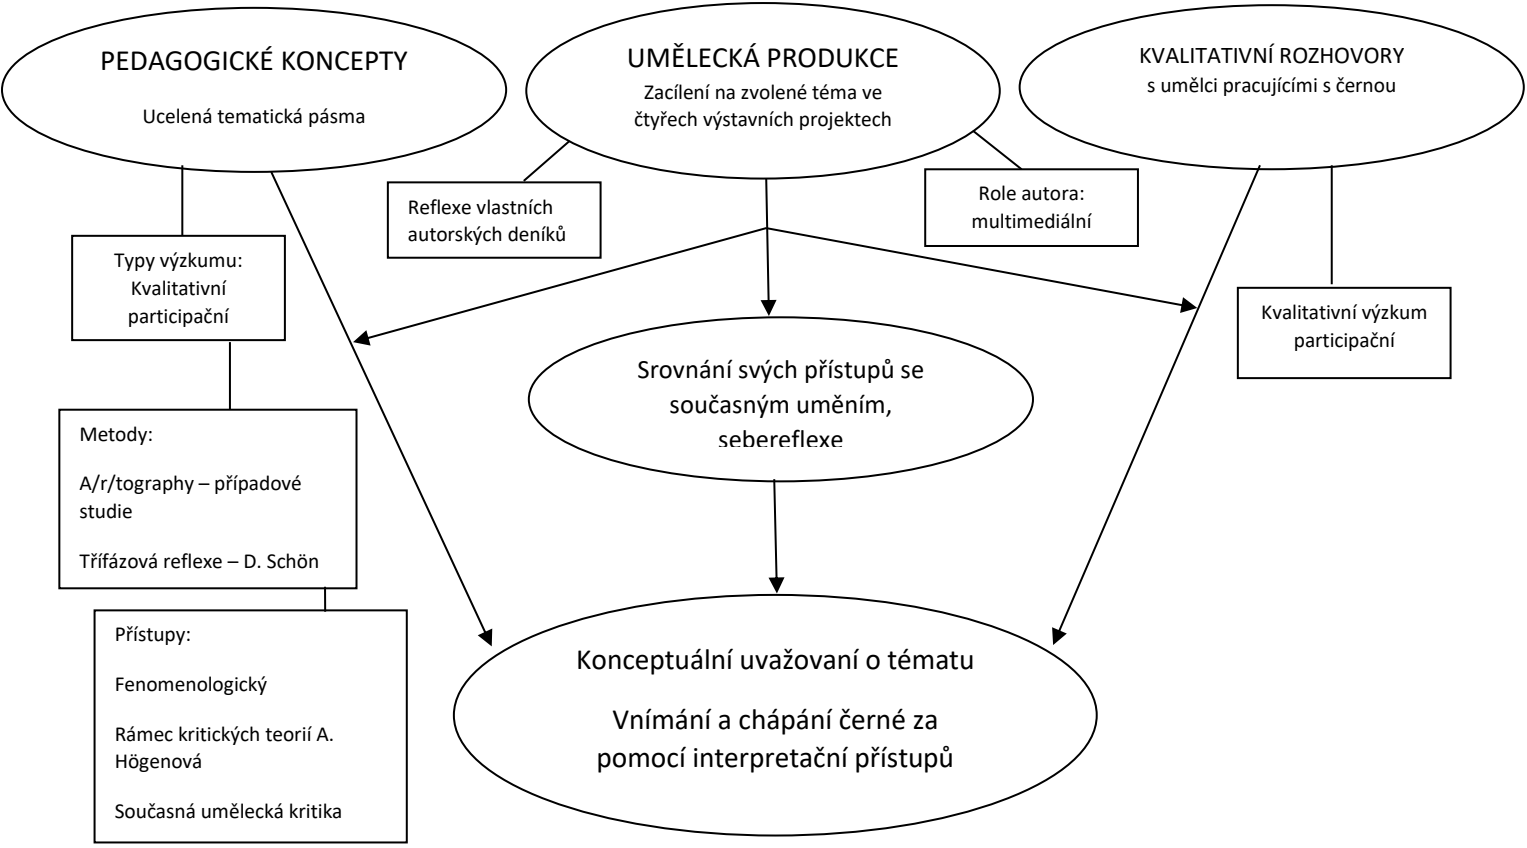 PEDAGOGICKÉ KONCEPTY
Ucelená tematická pásma
UMĚLECKÁ PRODUKCE
Zacílení na zvolené téma ve
čtyřech výstavních projektech
KVALITATIVNÍ ROZHOVORY
s umělci pracujícími s černou
Reflexe vlastních
autorských deníků
Role autora:
multimediální
Typy výzkumu:
Kvalitativní
participační
Kvalitativní výzkum
participační
Srovnání svých přístupů se
současným uměním,
sebereflexe
Metody:
A/r/tography – případové
studie
Třífázová reflexe – D. Schön
Přístupy:
Fenomenologický
Rámec kritických teorií A.
Högenová
Současná umělecká kritika
Konceptuální uvažovaní o tématu
Vnímání a chápání černé za
pomocí interpretační přístupů